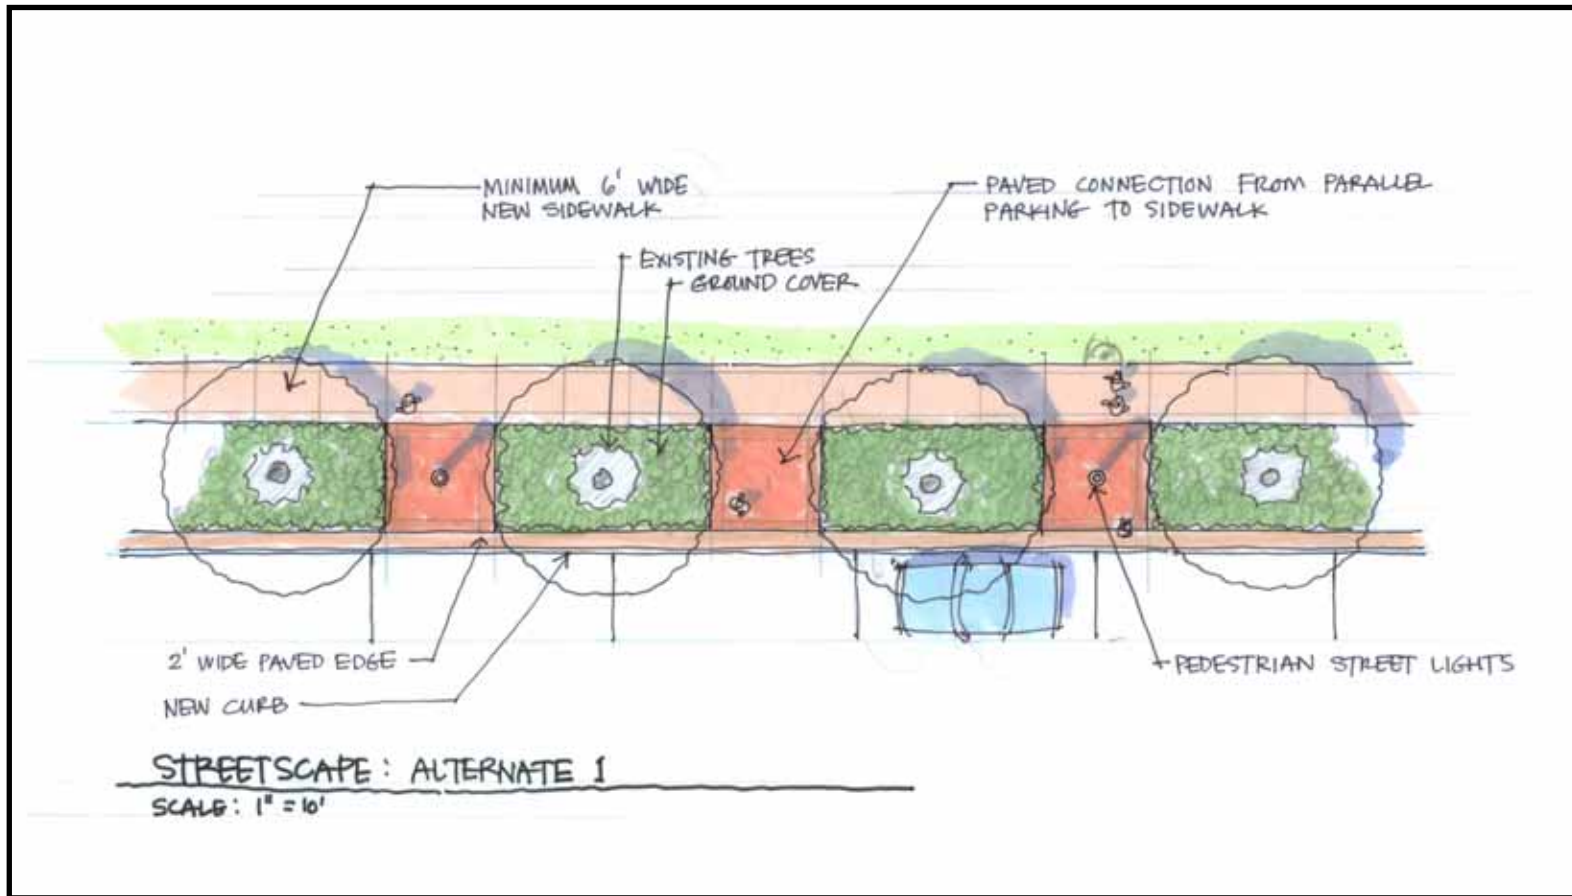 MINIMUM 6' WIDE
NEW SIDEWALK
PAVED CONNECTION FROM PARALLEL
PARKING TO SIDEWALK
EXISTING TREES
GROUND COVER
2' WIDE PAVED EDGE
NEW CURB
PEDESTRIAN STREET LIGHTS
STREETSCAPE: ALTERNATE 1
SCALE: 1" = 10'